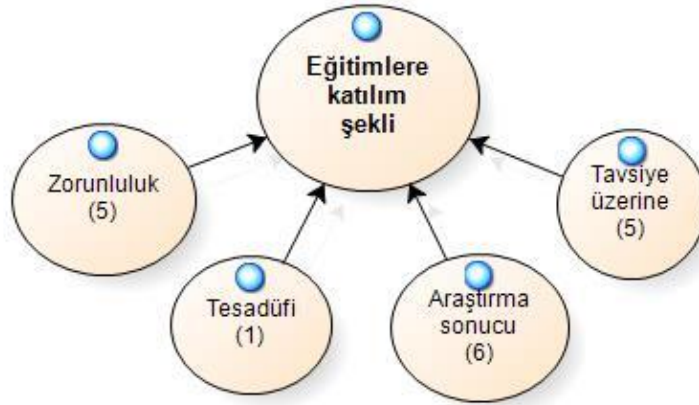 Eğitimlere
katılım
şekli
Zorunluluk
(5)
Tesadüfi
(1)
Araştırma
sonucu
(6)
Tavsiye
üzerine
(5)